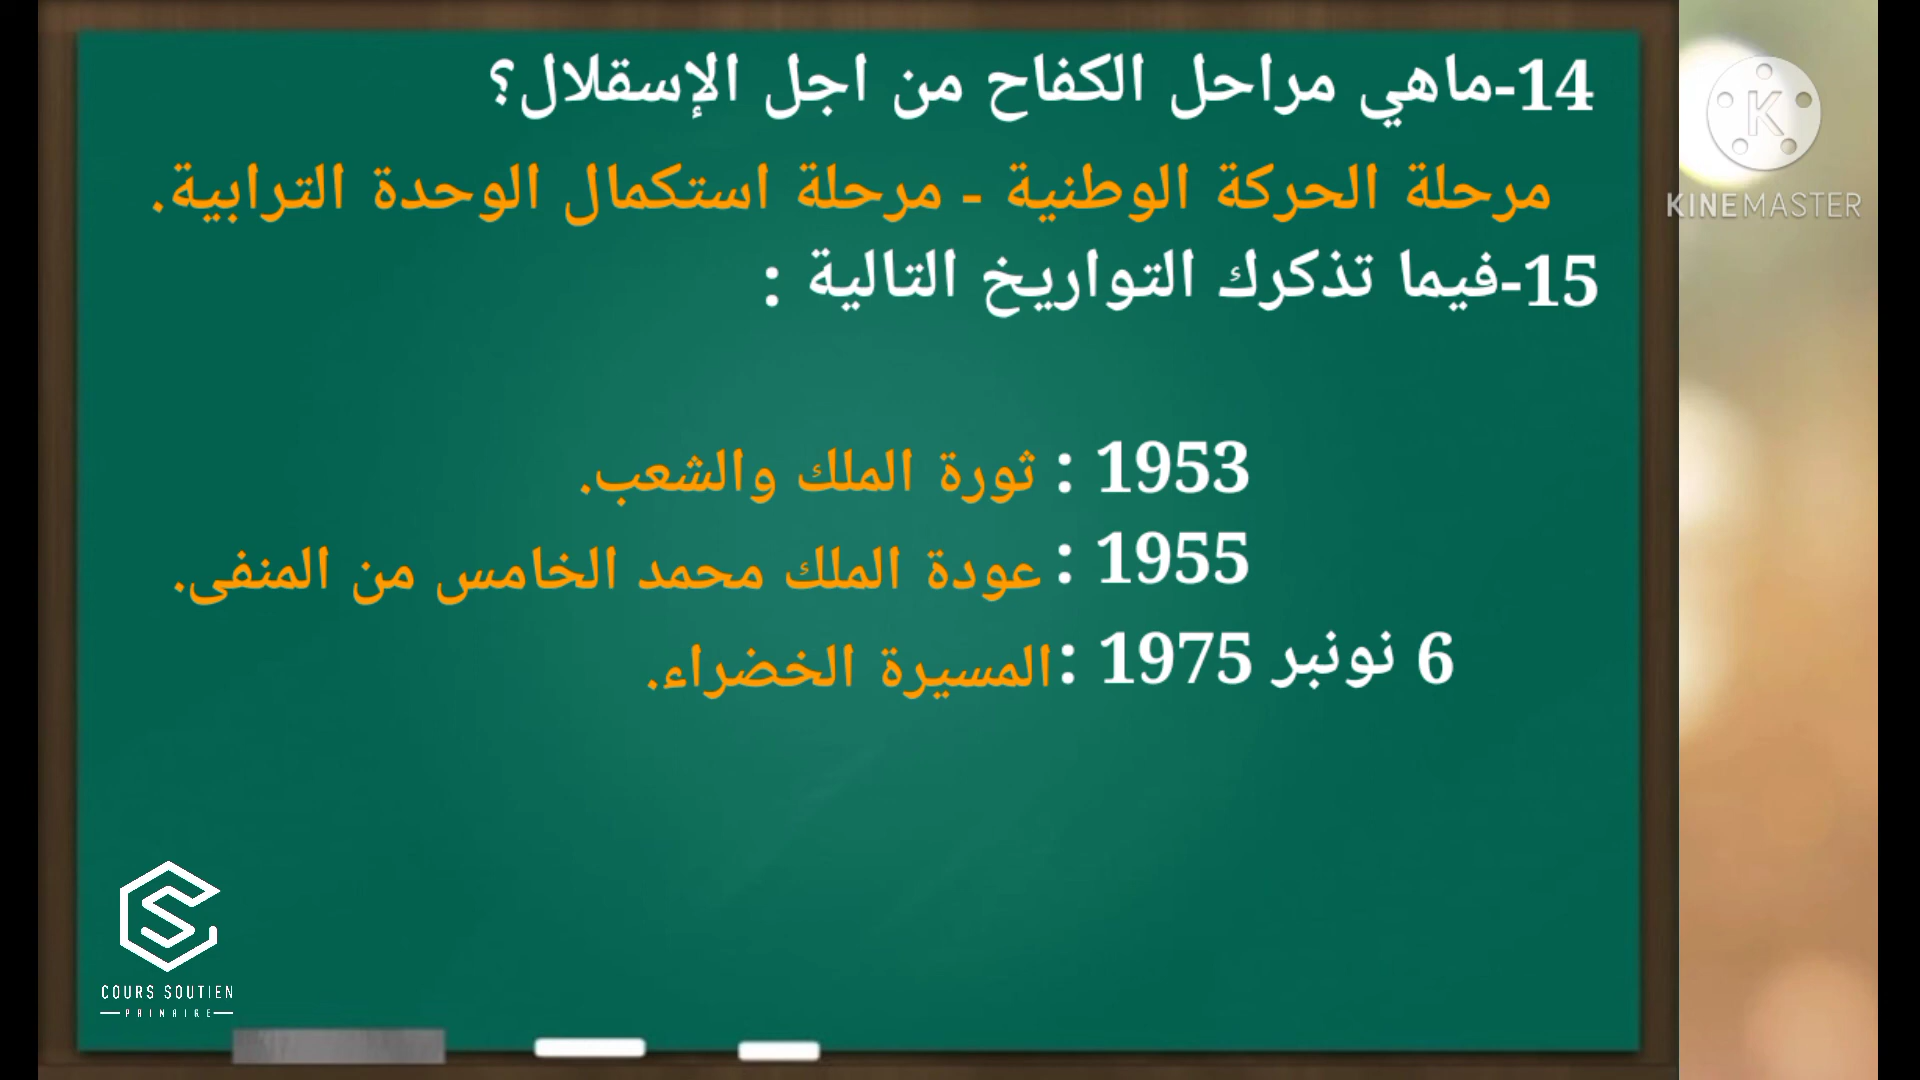 14-ماهي مراحل الكفاح من اجل الإسقلال؟
مرحلة الحركة الوطنية - مرحلة استكمال الوحدة الترابية.
15-فيما تذكرك التواريخ التالية :
1953 : ثورة الملك والشعب.
1955 : عودة الملك محمد الخامس من المنفى.
6 نونبر 1975 :المسيرة الخضراء.
K
KINEMASTER
COURS SOUTIEN
PRIMAIRE